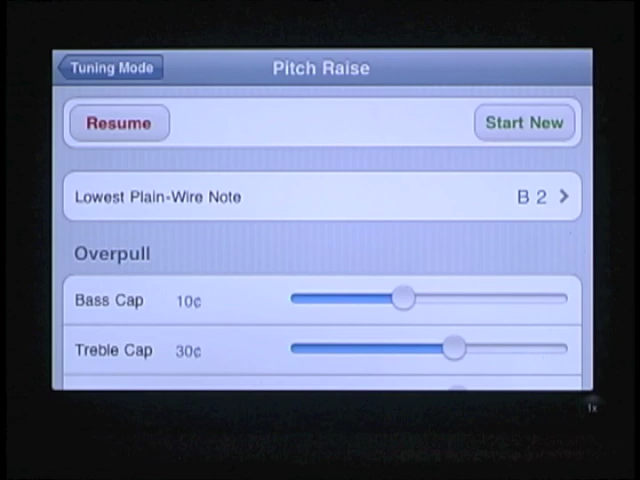 Tuning Mode
Pitch Raise
Resume
Start New
Lowest Plain-Wire Note
B 2
Overpull
Bass Cap
10¢
Treble Cap
30¢
1x